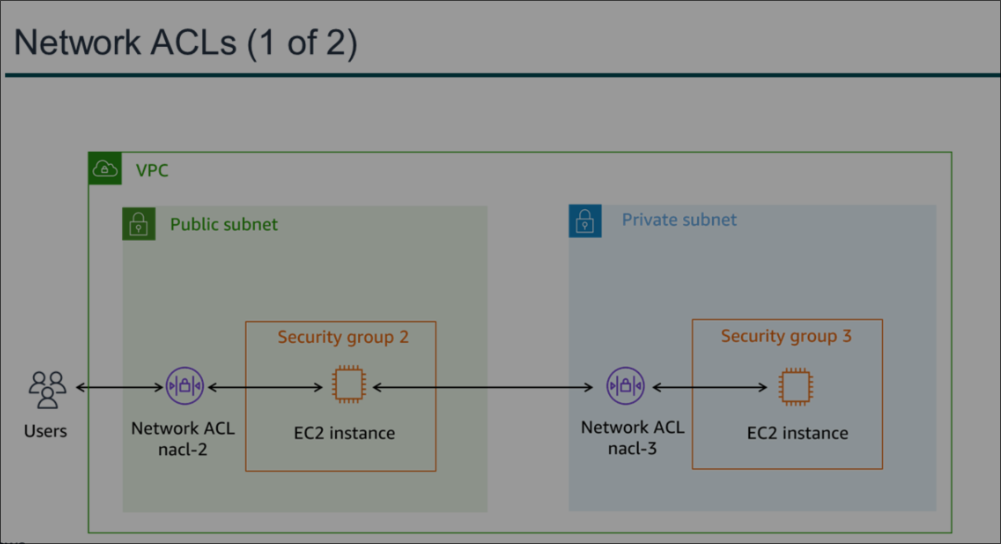 Network ACLs (1 of 2)
VPC
Public subnet
Private subnet
Security group 2
Security group 3
Users
Network ACL
nacl-2
EC2 instance
Network ACL
nacl-3
EC2 instance